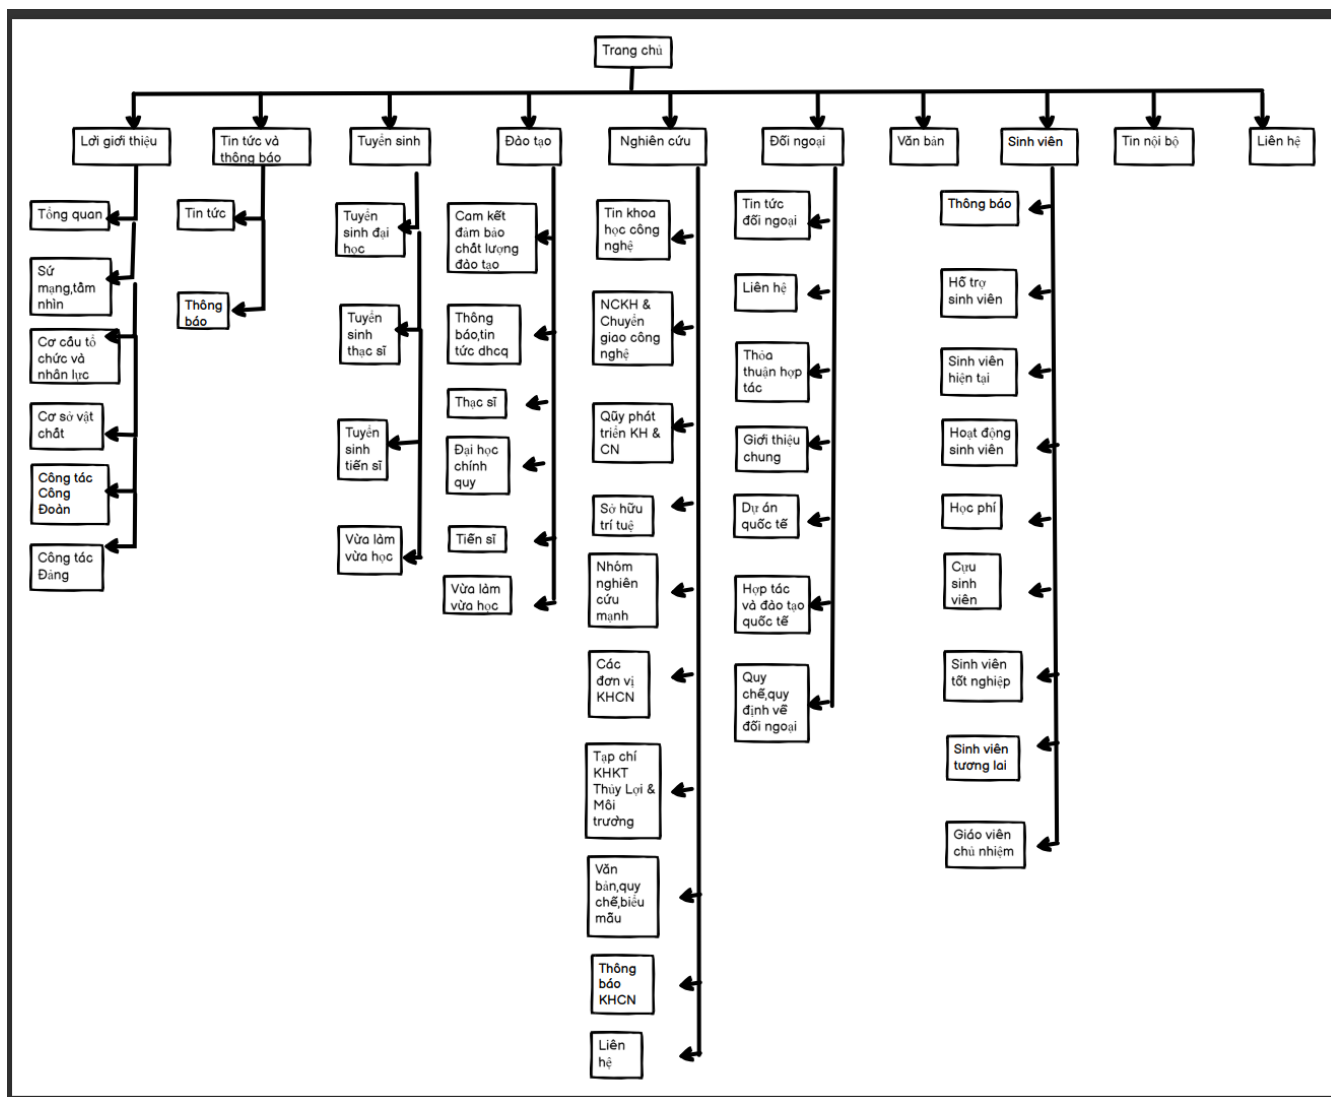 Trang chủ
Lời giới thiệu
Tin tức và
thông báo
Tuyển sinh
Đào tạo
Nghiên cứu
Đối ngoại
Văn bản
Sinh viên
Tin nội bộ
Liên hệ
Tổng quan
Sứ
mạng,tầm
nhìn
Cơ cấu tổ
chức và
nhân lực
Cơ sở vật
chất
Công tác
Công
Đoàn
Công tác
Đảng
Tin tức
Thông
báo
Tuyển
sinh đại
học
Tuyển
sinh
thạc sĩ
Tuyển
sinh
tiến sĩ
Vừa làm
vừa học
Cam kết
đảm bảo
chất lượng
đào tạo
Thông
báo,tin
tức dhcq
Thạc sĩ
Đại học
chính
quy
Tiến sĩ
Vừa làm
vừa học
Tin khoa
học công
nghệ
NCKH &
Chuyển
giao công
nghệ
Qũy phát
triển KH &
CN
Sở hữu
trí tuệ
Nhóm
nghiên
cứu
mạnh
Các
đơn vị
KHCN
Tạp chí
KHKT
Thủy Lợi &
Môi
trường
Văn
bản,quy
chế,biểu
mẫu
Thông
báo
KHCN
Liên
hệ
Tin tức
đối ngoại
Liên hệ
Thỏa
thuận hợp
tác
Giới thiệu
chung
Dự án
quốc tế
Hợp tác
và đào tạo
quốc tế
Quy
chế,quy
định về
đối ngoại
Thông báo
Hỗ trợ
sinh viên
Sinh viên
hiện tại
Hoạt động
sinh viên
Học phí
Cựu
sinh
viên
Sinh viên
tốt nghiệp
Sinh viên
tương lai
Giáo viên
chủ nhiệm